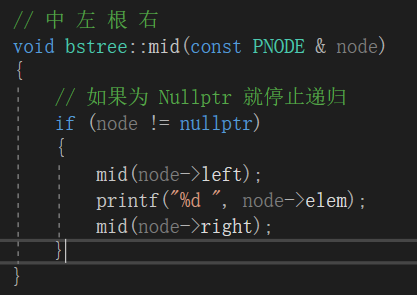 // 中 左 根 右
void bstree::mid(const PNODE & node)
{
// 如果为 Nullptr 就停止递归
if (node != nullptr)
{
mid(node->left);
printf("%d ", node->elem);
mid(node->right);
}
}